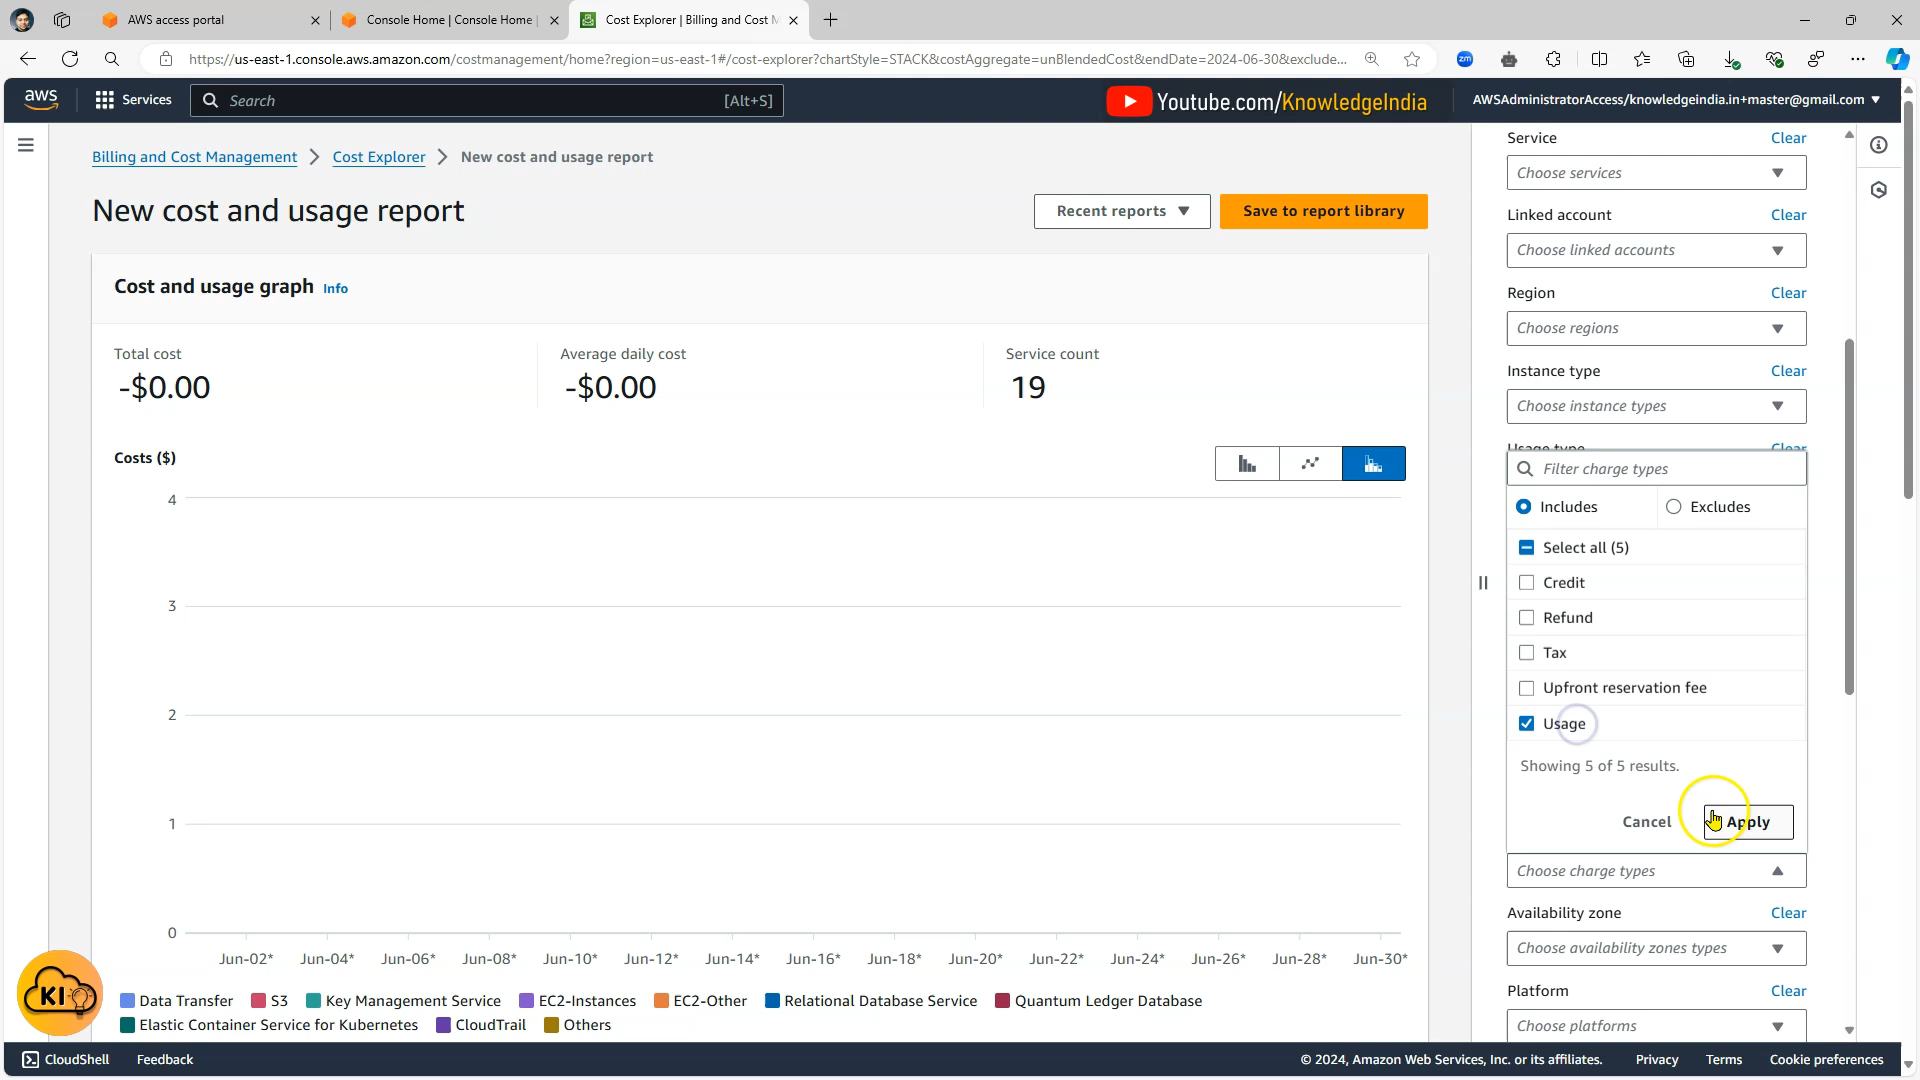 AWS access portal
Console Home | Console Home |
Cost Explorer | Billing and Cost M
https://us-east-1.console.aws.amazon.com/costmanagement/home?region=us-east-1#/cost-explorer?chartStyle=STACK&costAggregate=unBlendedCost&endDate=2024-06-30&exclude...
aws
Services
Search
[Alt+S]
Youtube.com/KnowledgeIndia
AWSAdministratorAccess/knowledgeindia.in+master@gmail.com
Billing and Cost Management
Cost Explorer
New cost and usage report
New cost and usage report
Recent reports
Save to report library
Cost and usage graph Info
Total cost
-$0.00
Average daily cost
-$0.00
Service count
19
Costs ($)
4
3
2
1
0
Jun-02* Jun-04* Jun-06* Jun-08* Jun-10* Jun-12* Jun-14* Jun-16* Jun-18* Jun-20* Jun-22* Jun-24* Jun-26* Jun-28* Jun-30*
Data Transfer S3 Key Management Service EC2-Instances EC2-Other Relational Database Service Quantum Ledger Database
Elastic Container Service for Kubernetes CloudTrail Others
Service Clear
Choose services
Linked account Clear
Choose linked accounts
Region Clear
Choose regions
Instance type Clear
Choose instance types
Usage type Clear
Filter charge types
Includes Excludes
Select all (5)
Credit
Refund
Tax
Upfront reservation fee
Usage
Showing 5 of 5 results.
Cancel Apply
Choose charge types
Availability zone Clear
Choose availability zones types
Platform Clear
Choose platforms
KI
CloudShell Feedback
© 2024, Amazon Web Services, Inc. or its affiliates. Privacy Terms Cookie preferences
zm